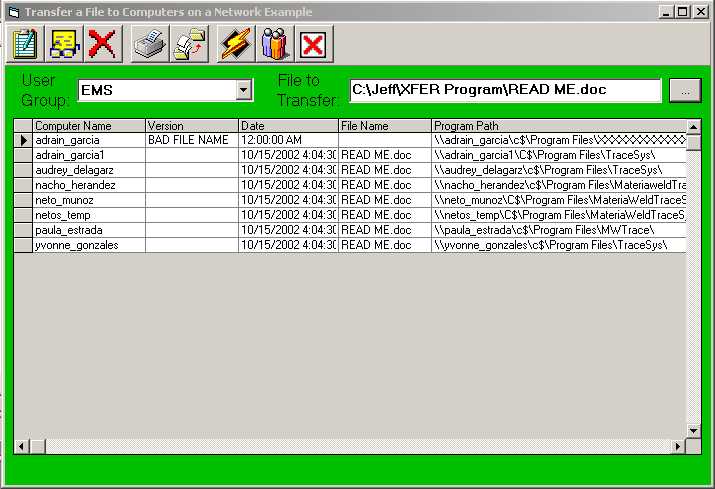 Transfer a File to Computers on a Network Example
User Group: EMS File to Transfer: C:\Jeff\XFER Program\READ ME.doc ...
Computer Name Version Date File Name Program Path
adrain_garcia BAD FILE NAME 12:00:00 AM \\adrain_garcia\c$\Program Files\XXXXXXXXXXXXX
adrain_garcia1 10/15/2002 4:04:30 READ ME.doc \\adrain_garcia1\C$\Program Files\TraceSys\
audrey_delagarz 10/15/2002 4:04:30 READ ME.doc \\audrey_delagarz\c$\Program Files\TraceSys\
nacho_herandez 10/15/2002 4:04:30 READ ME.doc \\nacho_herandez\c$\Program Files\MateriaweldTra
neto_munoz 10/15/2002 4:04:30 READ ME.doc \\neto_munoz\c$\Program Files\Materia\WeldTraceS
netos_temp 10/15/2002 4:04:30 READ ME.doc \\netos_temp\C$\Program Files\Materia\WeldTraceS
paula_estrada 10/15/2002 4:04:30 READ ME.doc \\paula_estrada\c$\Program Files\MWTrace\
yvonne_gonzales 10/15/2002 4:04:30 READ ME.doc \\yvonne_gonzales\c$\Program Files\TraceSys\